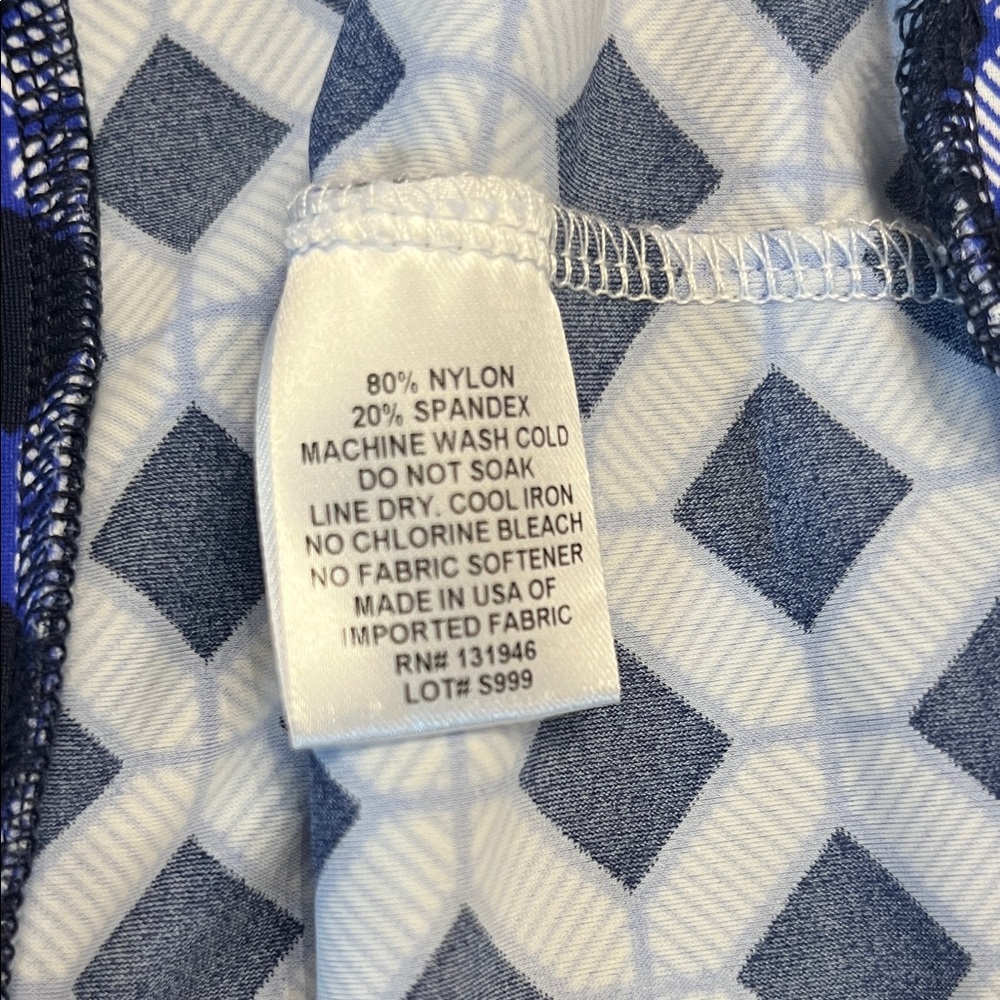 80% NYLON
20% SPANDEX
MACHINE WASH COLD
DO NOT SOAK
LINE DRY. COOL IRON
NO CHLORINE BLEACH
NO FABRIC SOFTENER
MADE IN USA OF
IMPORTED FABRIC
RN# 131946
LOT# S999